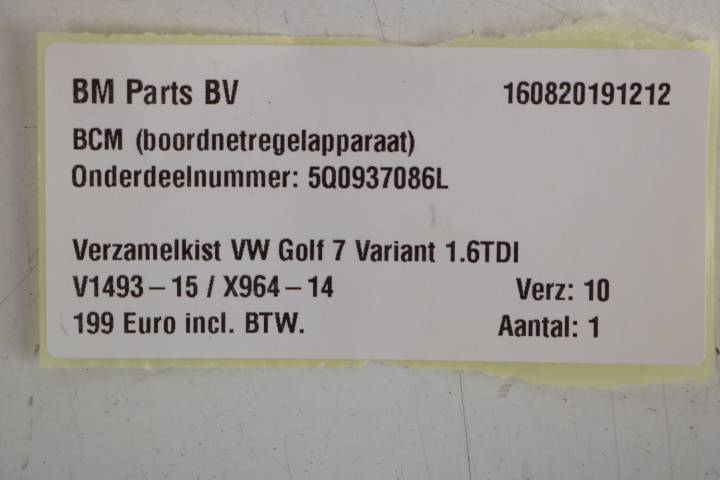 BM Parts BV 160820191212
BCM (boordnetregelapparaat)
Onderdeelnummer: 5Q0937086L
Verzamelkist VW Golf 7 Variant 1.6TDI
V1493-15 / X964-14 Verz: 10
199 Euro incl. BTW. Aantal: 1